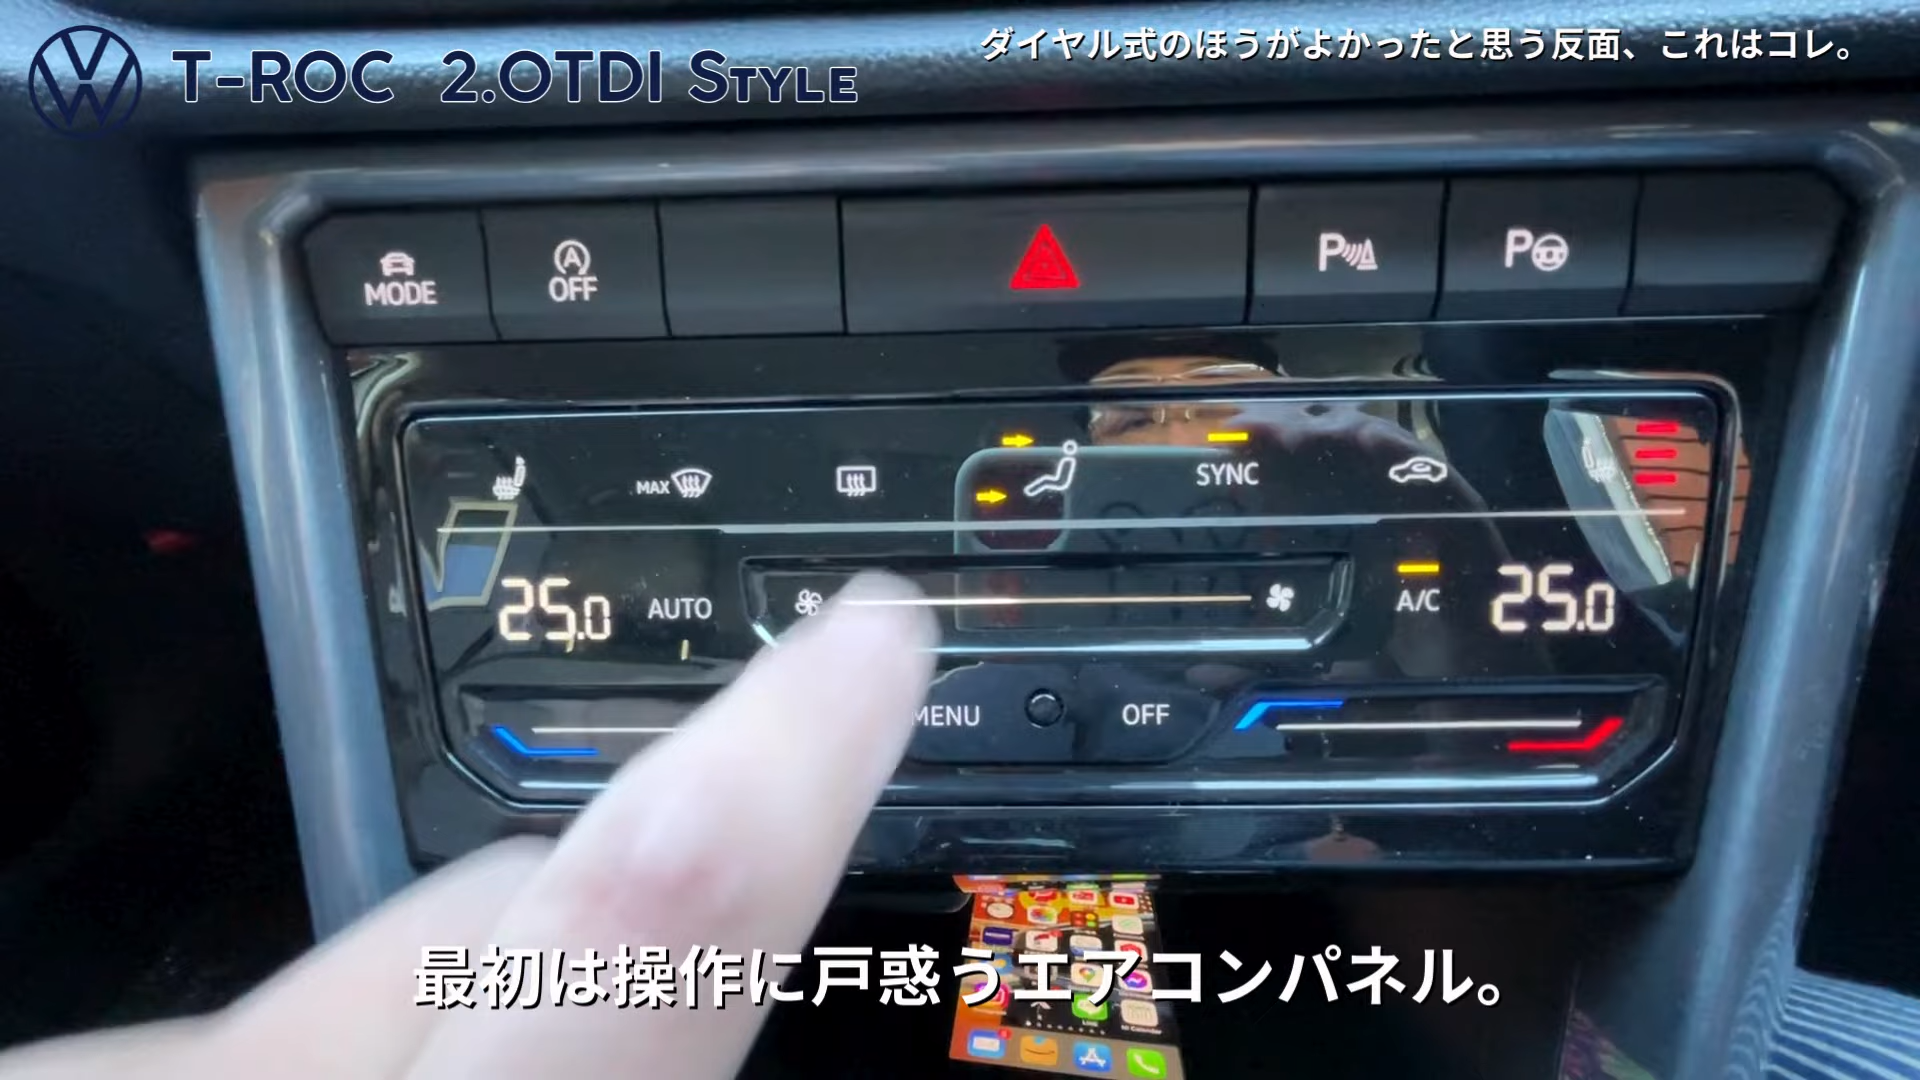 T-ROC 2.0TDI STYLE
ダイヤル式のほうがよかったと思う反面、これはコレ。
MODE
A
OFF
P
P
MAX
SYNC
25.0
AUTO
A/C
25.0
MENU
OFF
最初は操作に戸惑うエアコンパネル。